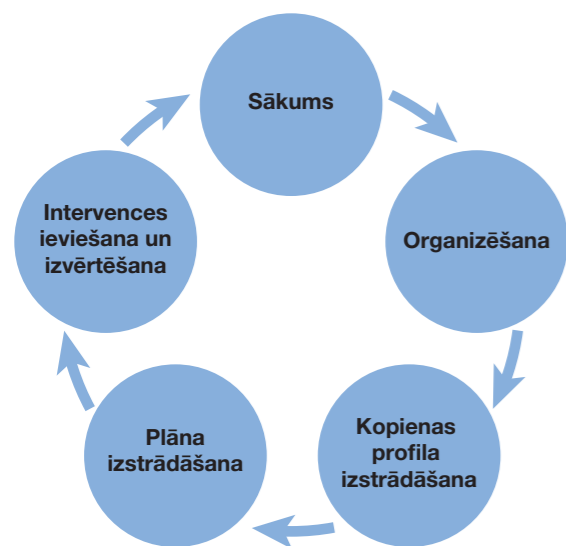 Sākums
Organizēšana
Kopienas
profila
izstrādāšana
Plāna
izstrādāšana
Intervences
ieviešana un
izvērtēšana